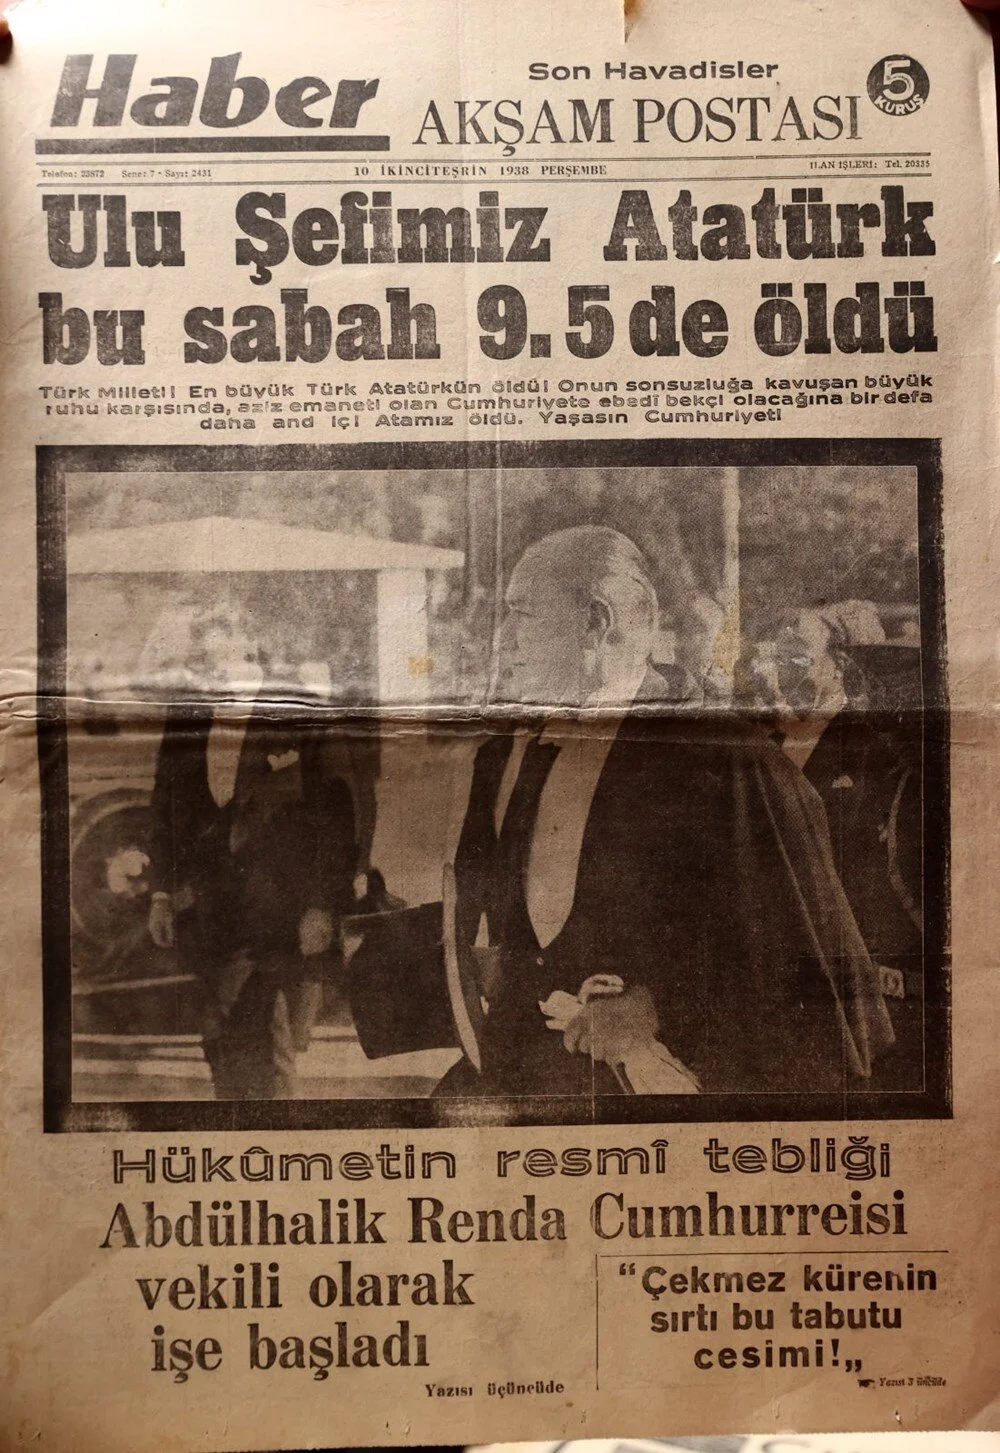 Haber
Son Havadisler
AKŞAM POSTASI
5
KURUŞ
Telefon: 23872 Sene: 7 - Sayı: 2431
10 İKİNCİTEŞRİN 1938 PERŞEMBE
İLAN İŞLERİ: Tel. 20335
Ulu Şefimiz Atatürk
bu sabah 9.5 de öldü
Türk Milleti! En büyük Türk Atatürkün öldü! Onun sonsuzluğa kavuşan büyük
ruhu karşısında, aziz emaneti olan Cumhuriyete ebedî bekçi olacağına bir defa
daha and iç! Atamız öldü. Yaşasın Cumhuriyet!
Hükûmetin resmî tebliği
Abdülhalik Renda Cumhurreisi
vekili olarak
işe başladı
Yazısı üçüncüde
“Çekmez kürenin
sırtı bu tabutu
cesimi!„
Yazısı 3 üncüde